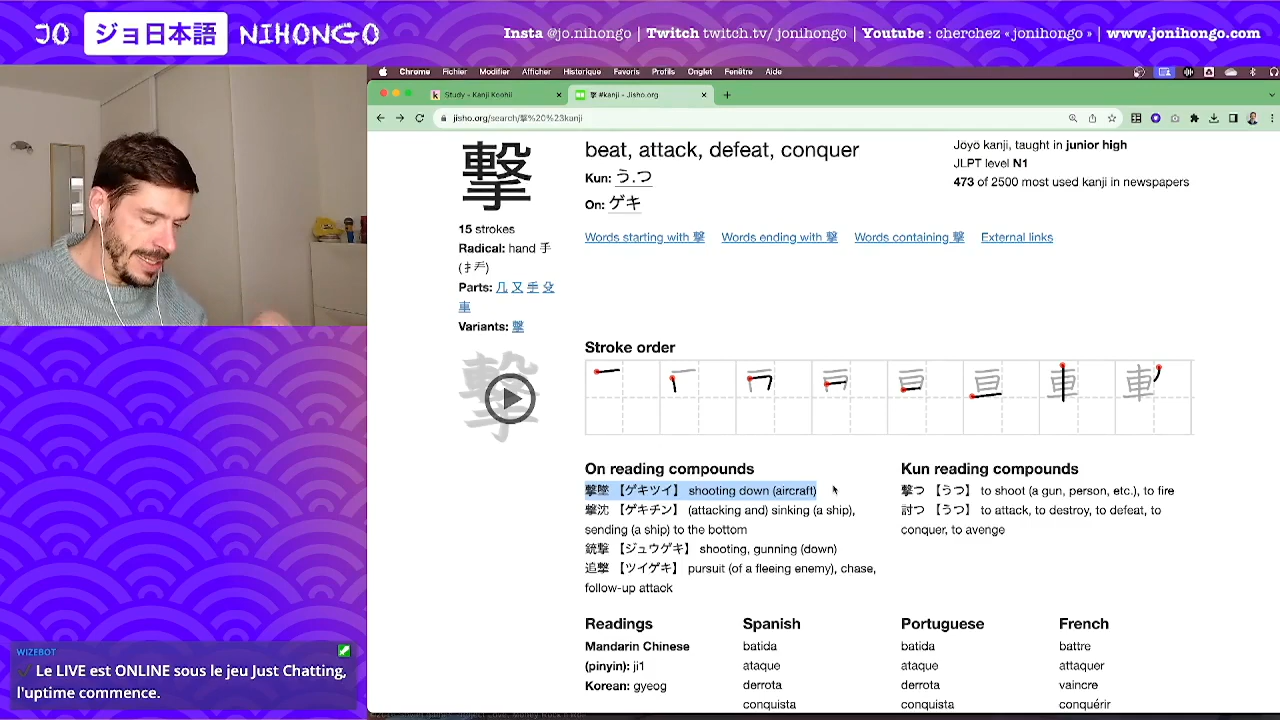 JO ジョ日本語 NIHONGO
Insta @jo.nihongo | Twitch twitch.tv/jonihongo | Youtube : cherchez « jonihongo » | www.jonihongo.com
Chrome Fichier Modifier Afficher Historique Favoris Profils Onglet Fenêtre Aide
Study - Kanji Koohii
撃 #kanji - Jisho.org
jisho.org/search/撃%20%23kanji
撃
15 strokes
Radical: hand 手
(扌龵)
Parts: 几 又 手 殳
車
Variants: 擊
撃
beat, attack, defeat, conquer
Kun: う.つ
On: ゲキ
Jōyō kanji, taught in junior high
JLPT level N1
473 of 2500 most used kanji in newspapers
Words starting with 撃 Words ending with 撃 Words containing 撃 External links
Stroke order
On reading compounds
撃墜 【ゲキツイ】 shooting down (aircraft)
撃沈 【ゲキチン】 (attacking and) sinking (a ship),
sending (a ship) to the bottom
銃撃 【ジュウゲキ】 shooting, gunning (down)
追撃 【ツイゲキ】 pursuit (of a fleeing enemy), chase,
follow-up attack
Kun reading compounds
撃つ 【うつ】 to shoot (a gun, person, etc.), to fire
討つ 【うつ】 to attack, to destroy, to defeat, to
conquer, to avenge
Readings
Mandarin Chinese
(pinyin): ji1
Korean: gyeog
Spanish
batida
ataque
derrota
conquista
Portuguese
batida
ataque
derrota
conquista
French
battre
attaquer
vaincre
conquérir
WIZEBOT
Le LIVE est ONLINE sous le jeu Just Chatting,
l'uptime commence.